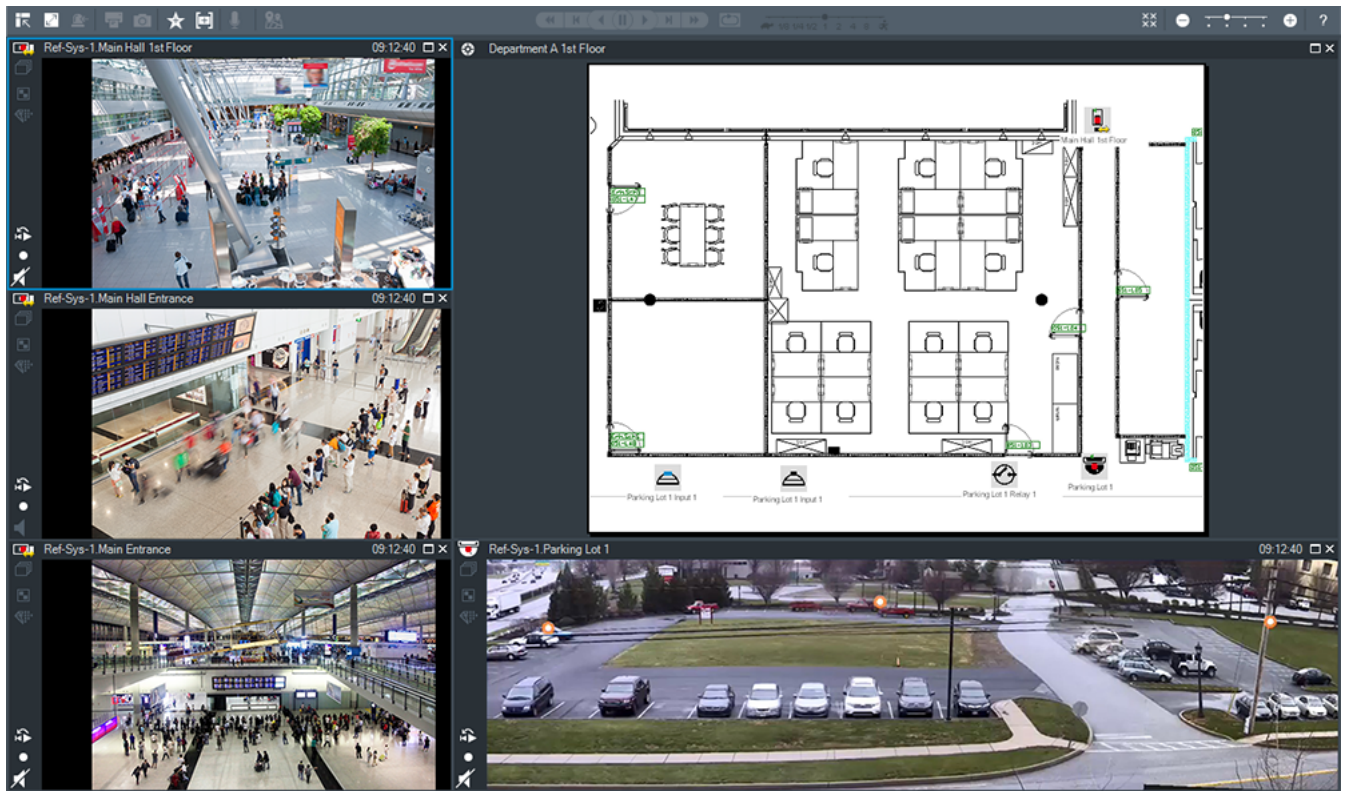 ?
Ref-Sys-1.Main Hall 1st Floor 09:12:40
Department A 1st Floor
Main Hall 1st Floor
Ref-Sys-1.Main Hall Entrance 09:12:40
Parking Lot 1 Input 1
Parking Lot 1 Input 1
Parking Lot 1 Relay 1
Parking Lot 1
Ref-Sys-1.Main Entrance 09:12:40
Ref-Sys-1.Parking Lot 1 09:12:40